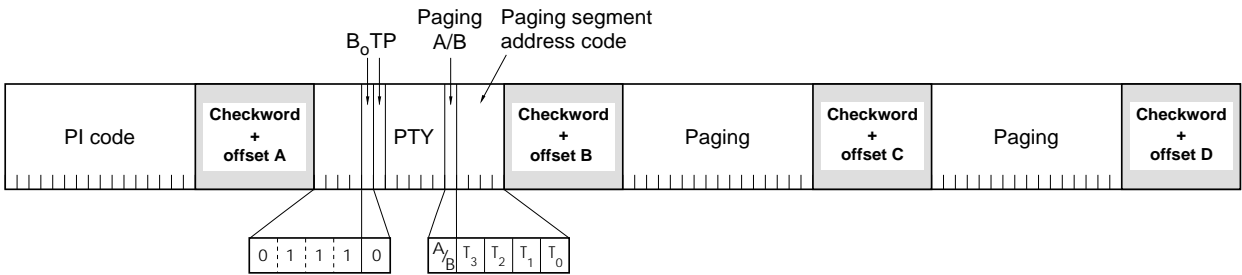 Paging Paging segment
BoTP A/B address code
PI code
Checkword
+
offset A
PTY
Checkword
+
offset B
Paging
Checkword
+
offset C
Paging
Checkword
+
offset D
0 1 1 1 0
A/B T3 T2 T1 T0